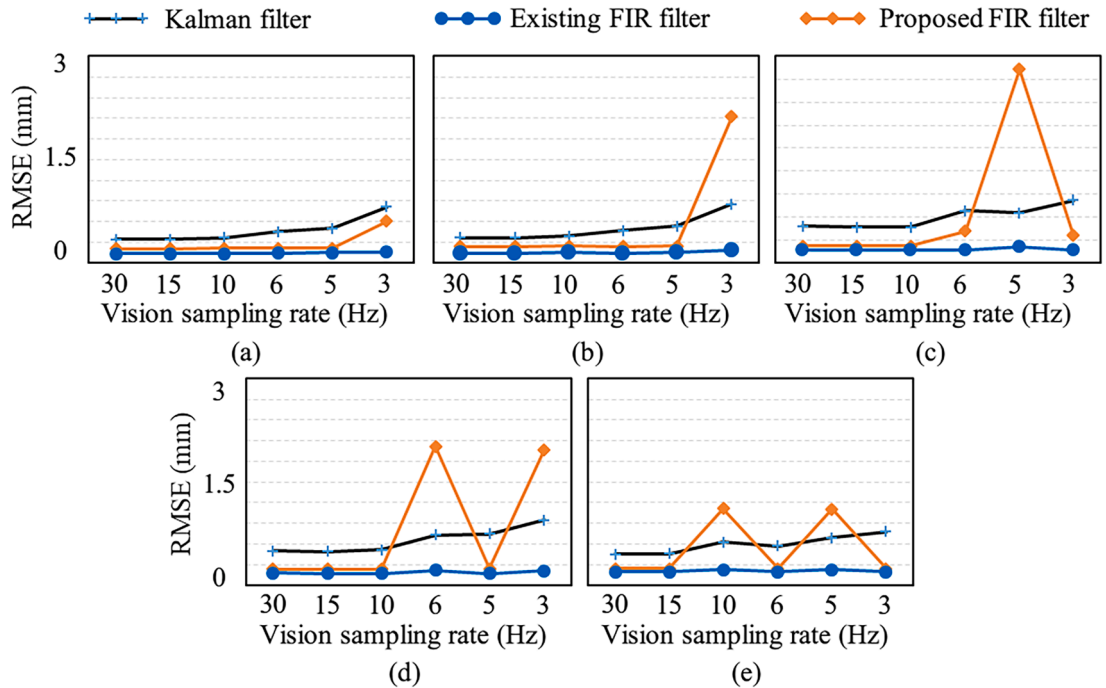 Kalman filter Existing FIR filter Proposed FIR filter
RMSE (mm)
3
1.5
0
30 15 10 6 5 3
Vision sampling rate (Hz)
(a)
30 15 10 6 5 3
Vision sampling rate (Hz)
(b)
30 15 10 6 5 3
Vision sampling rate (Hz)
(c)
RMSE (mm)
3
1.5
0
30 15 10 6 5 3
Vision sampling rate (Hz)
(d)
30 15 10 6 5 3
Vision sampling rate (Hz)
(e)